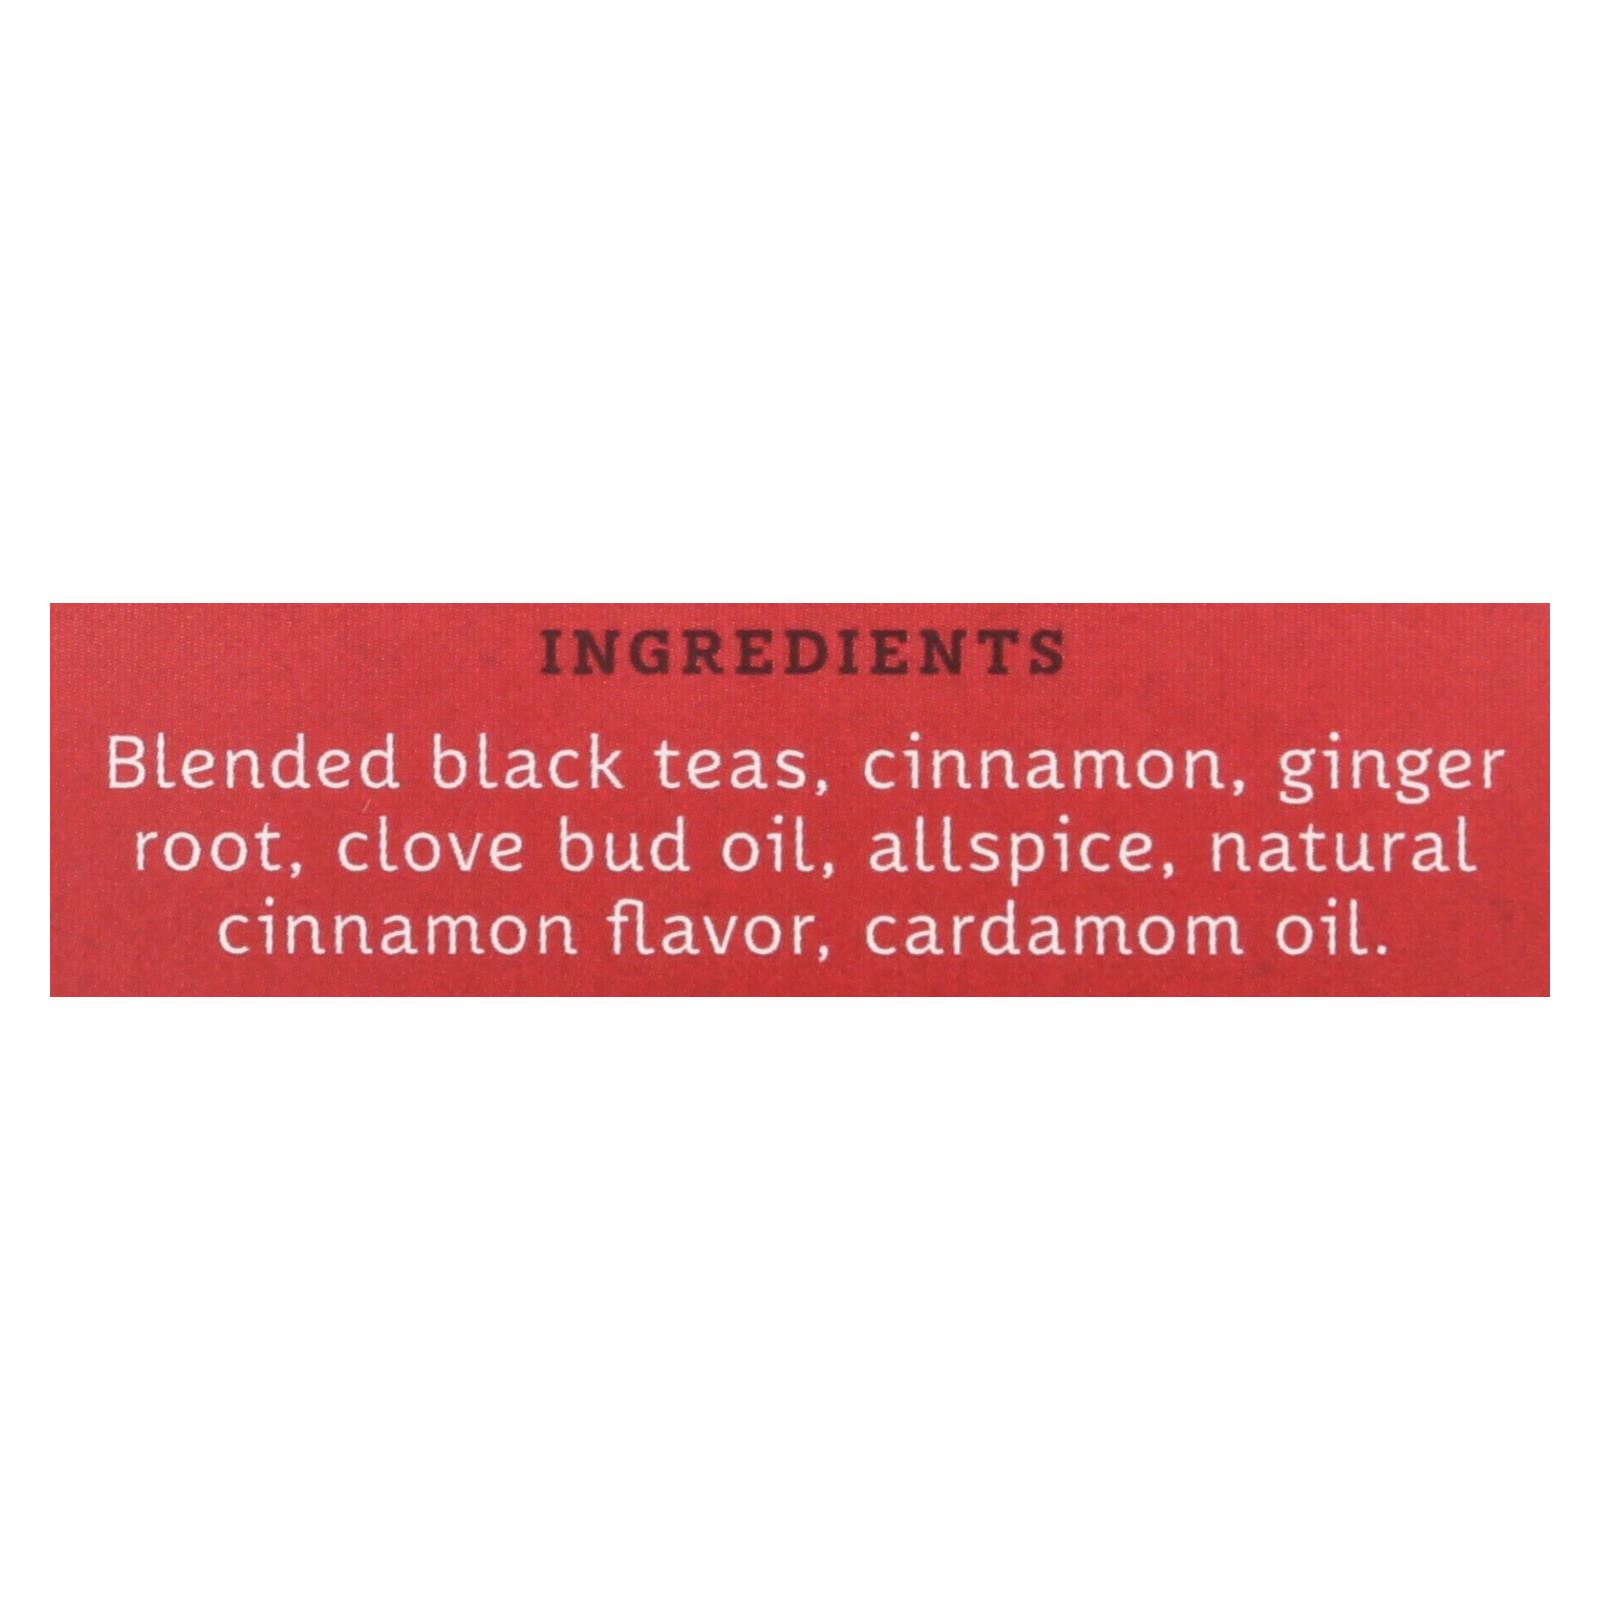 INGREDIENTS
Blended black teas, cinnamon, ginger
root, clove bud oil, allspice, natural
cinnamon flavor, cardamom oil.